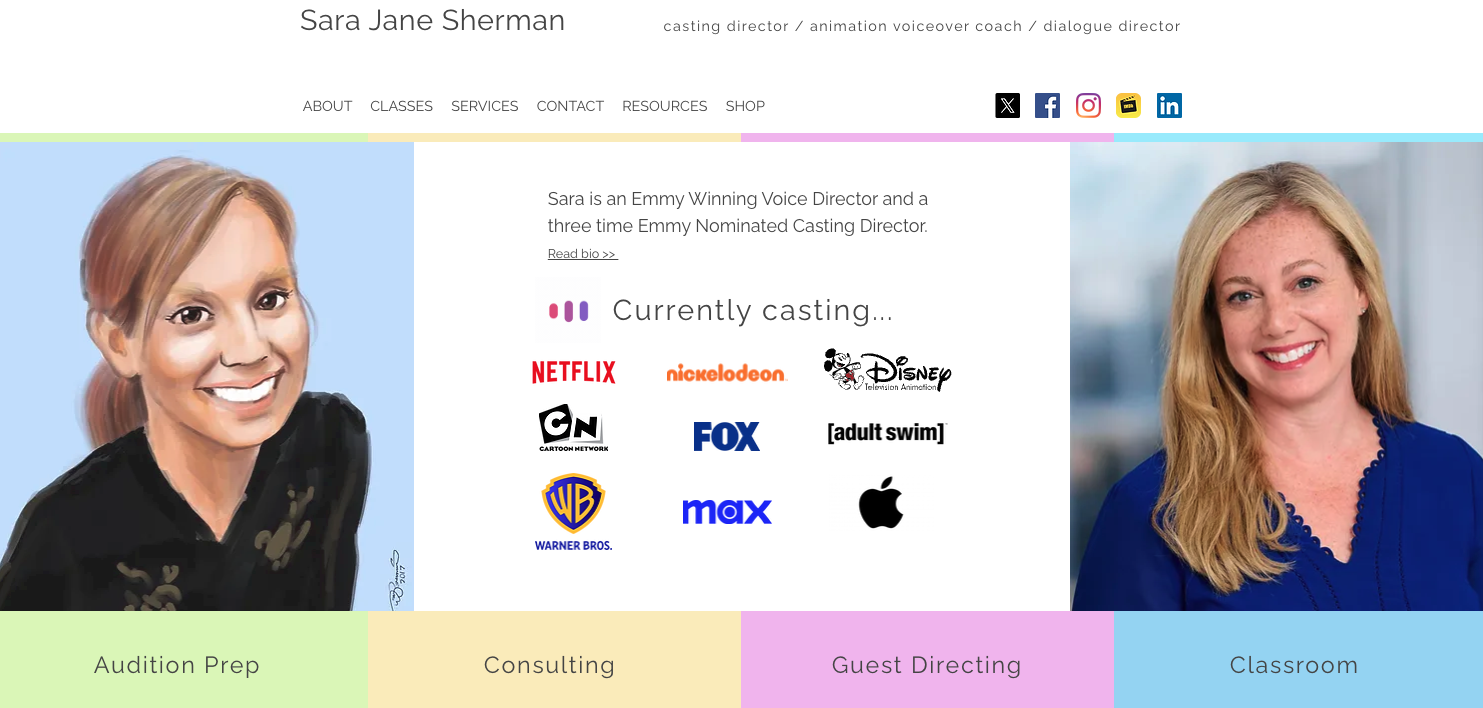 Sara Jane Sherman
casting director / animation voiceover coach / dialogue director
ABOUT CLASSES SERVICES CONTACT RESOURCES SHOP
Sara is an Emmy Winning Voice Director and a
three time Emmy Nominated Casting Director.
Read bio >>
Currently casting...
NETFLIX
nickelodeon
Disney
Television Animation
CN
CARTOON NETWORK
FOX
[adult swim]
WB
WARNER BROS.
max
2017
Audition Prep
Consulting
Guest Directing
Classroom